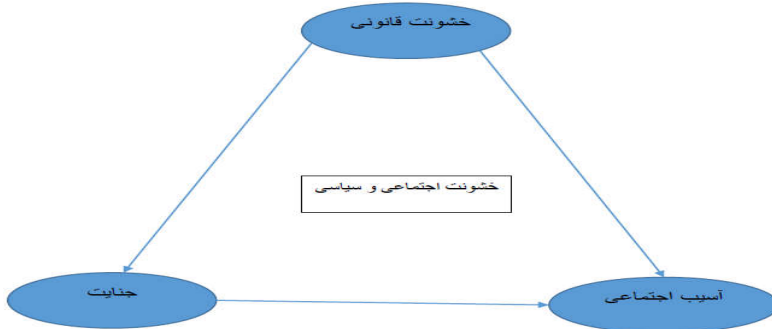 خشونت قانونی
خشونت اجتماعی و سیاسی
جنایت
آسیب اجتماعی